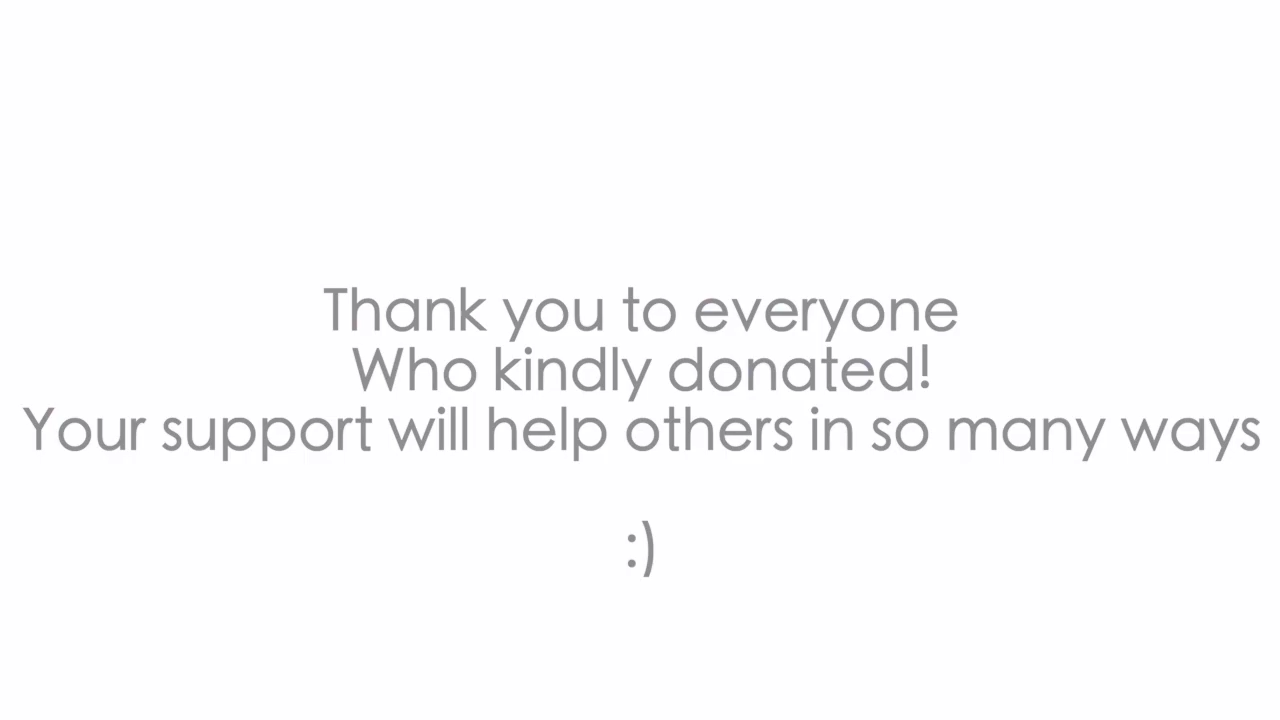 Thank you to everyone
Who kindly donated!
Your support will help others in so many ways
:)